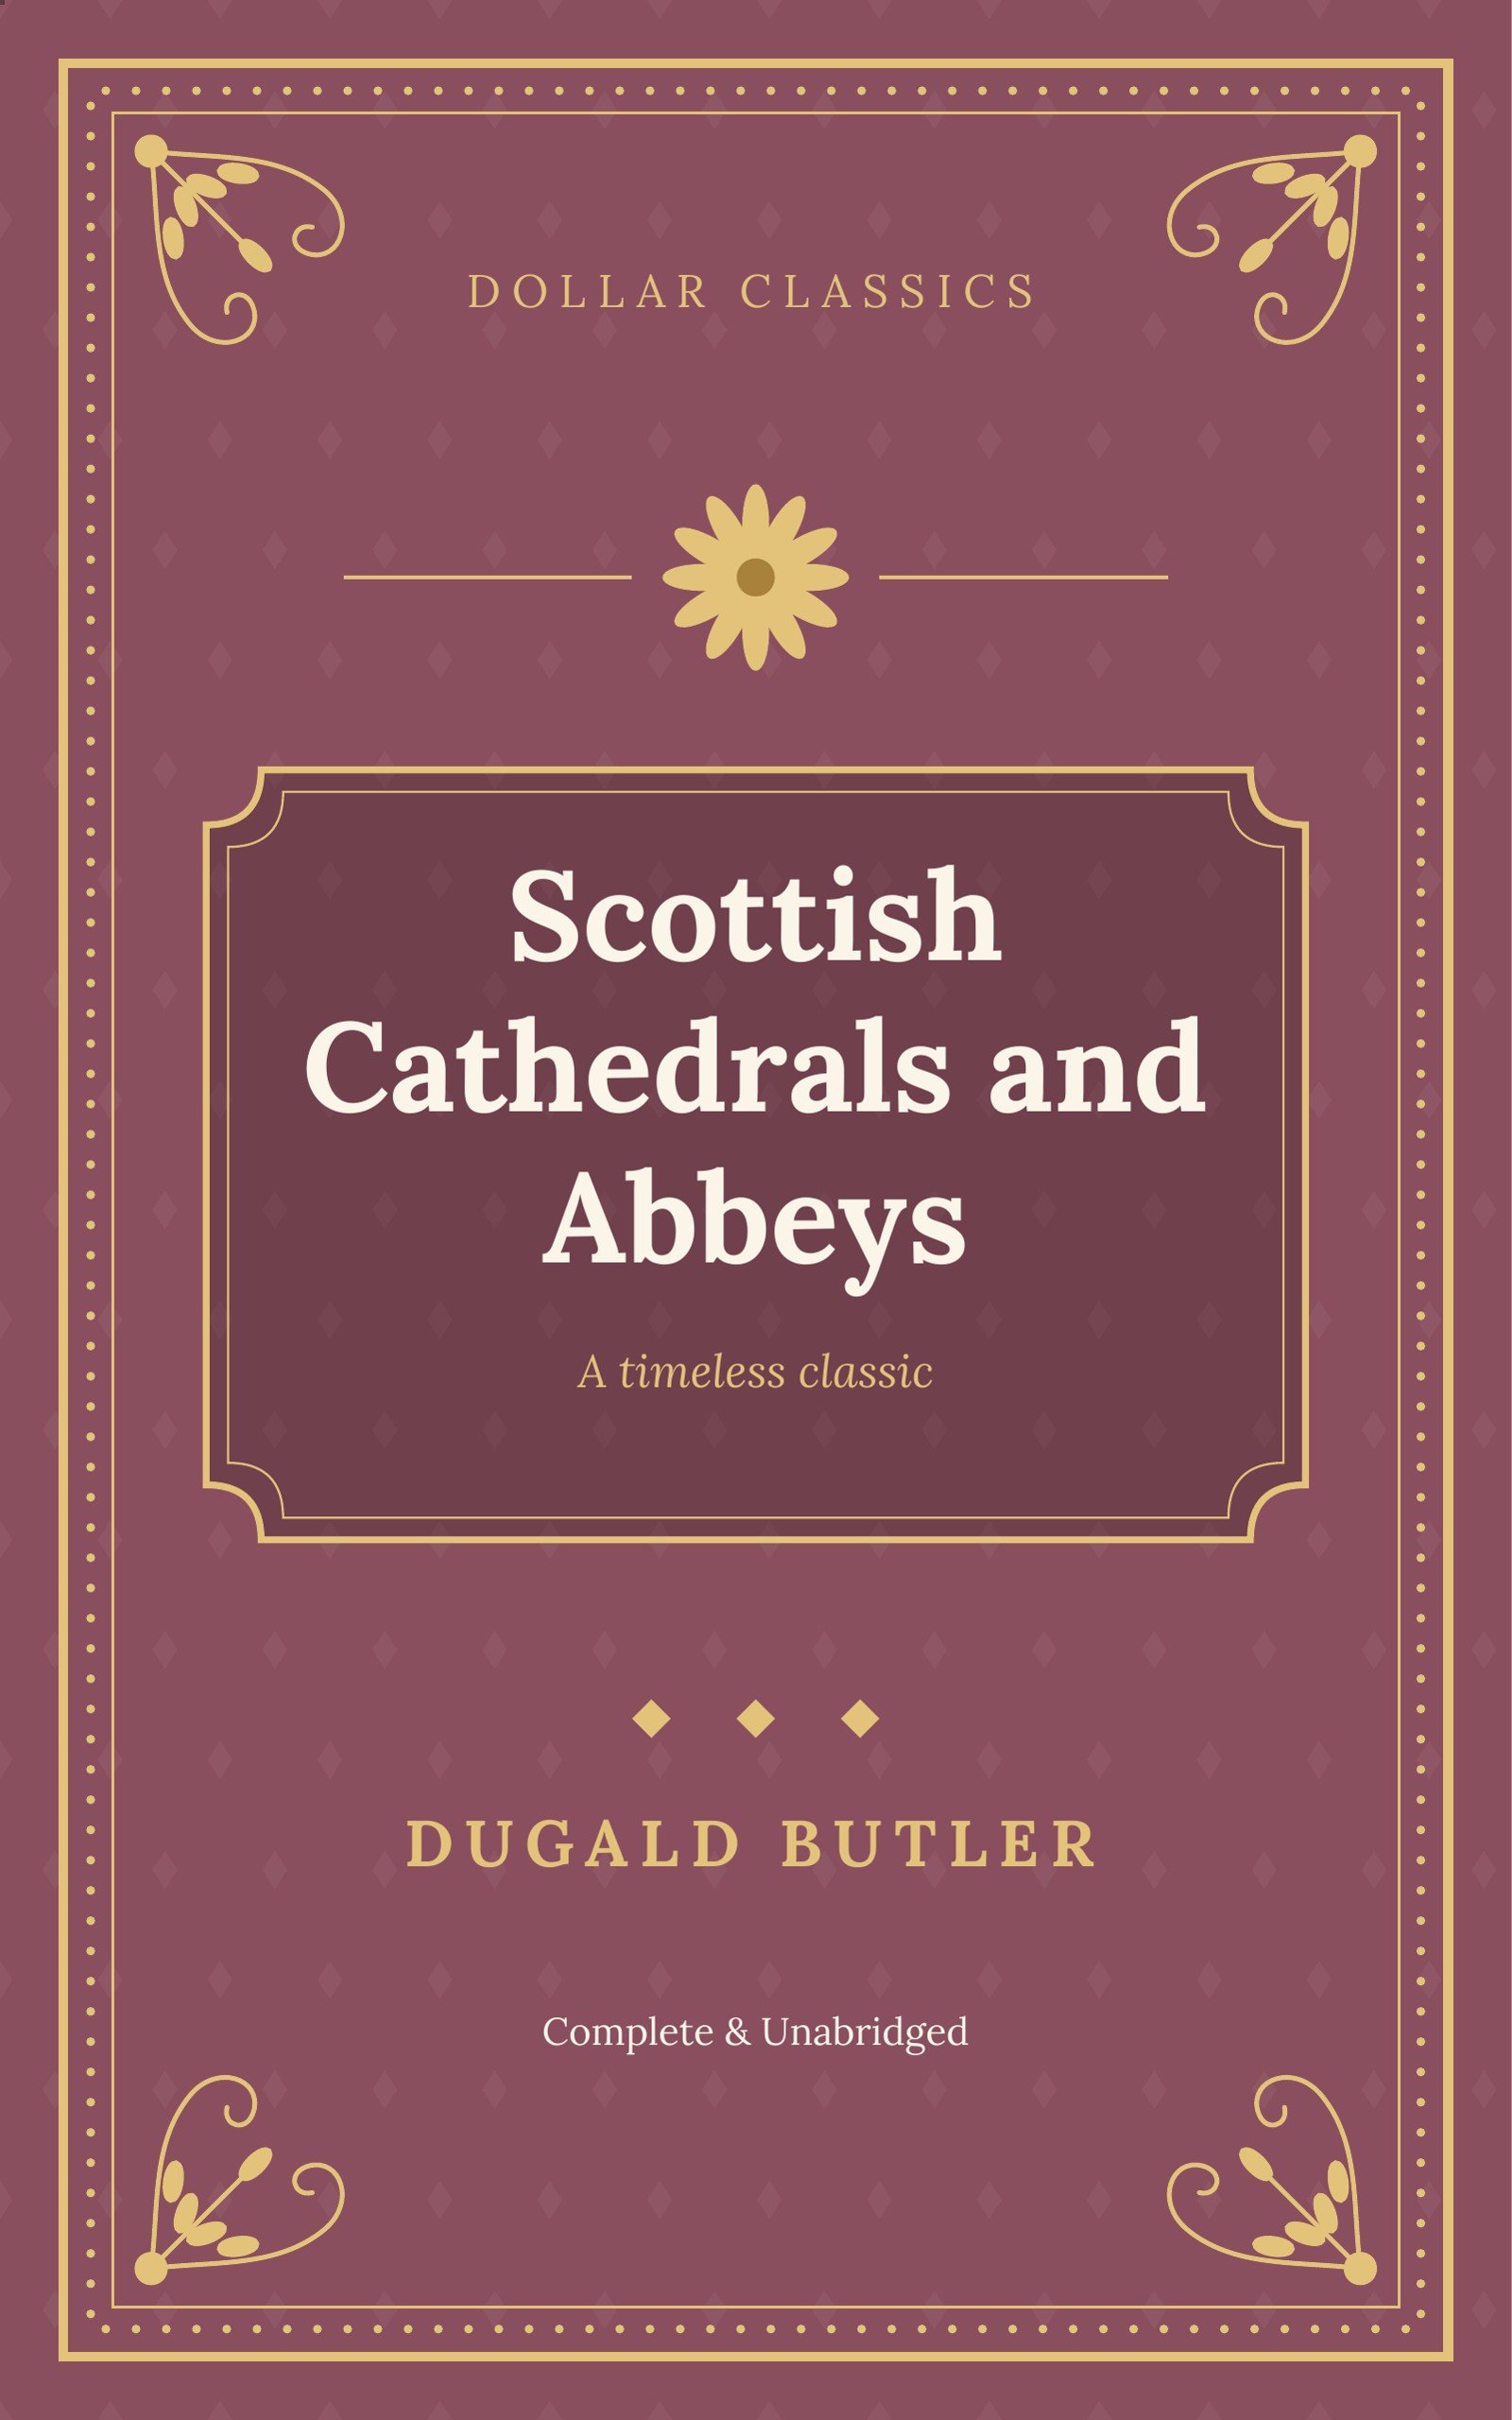 DOLLAR CLASSICS
Scottish
Cathedrals and
Abbeys
A timeless classic
DUGALD BUTLER
Complete & Unabridged